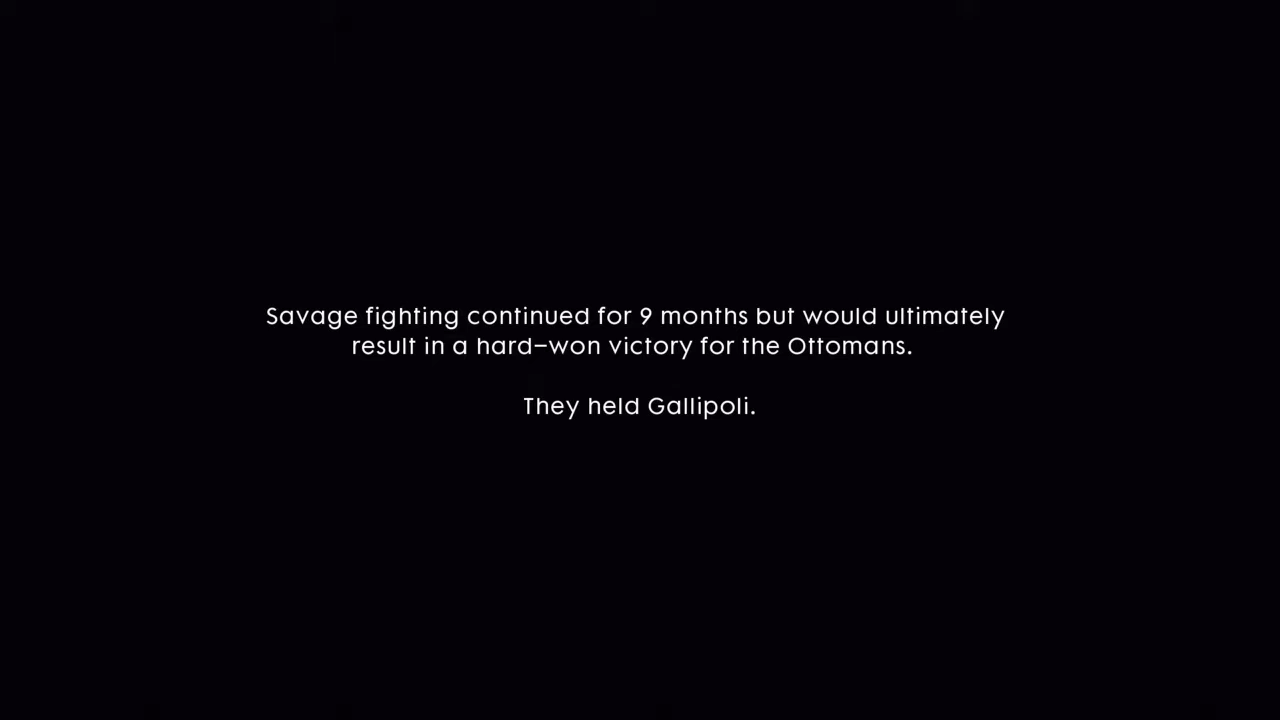 Savage fighting continued for 9 months but would ultimately
result in a hard–won victory for the Ottomans.
They held Gallipoli.